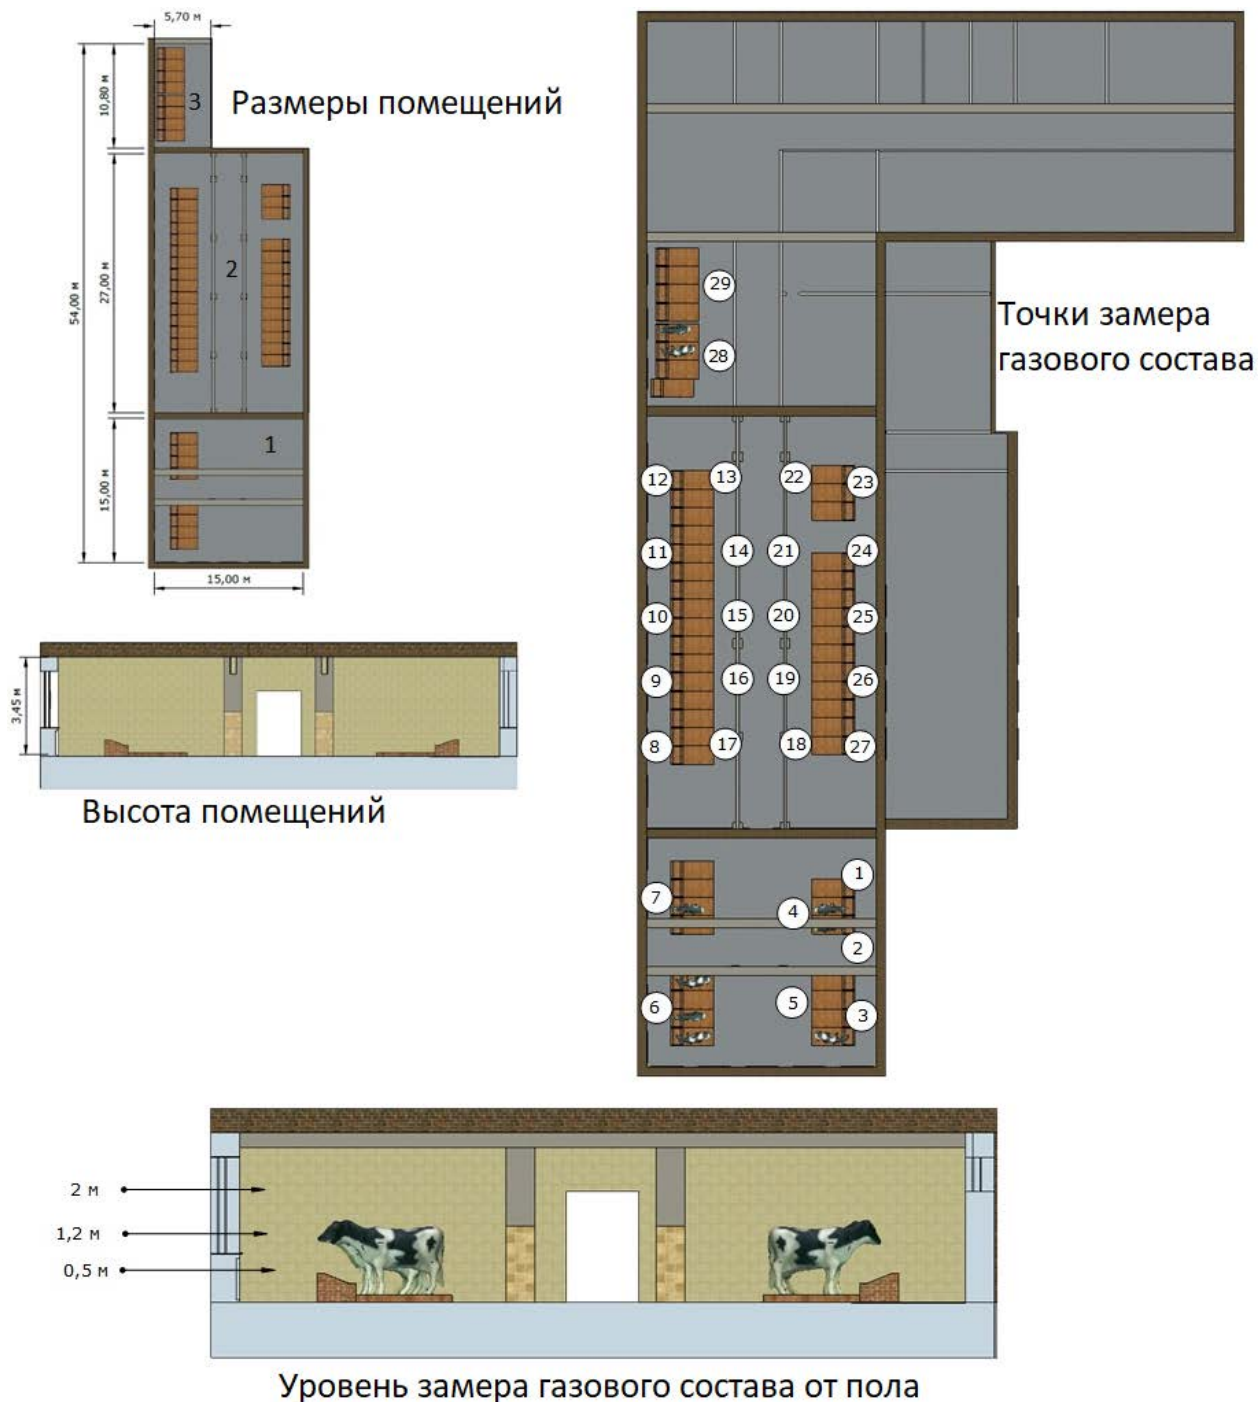 5,70 м
10,80 м
3
Размеры помещений
27,00 м
2
54,00 м
1
15,00 м
15,00 м
3,45 м
Высота помещений
29
28
Точки замера
газового состава
12
13
22
23
11
14
21
24
10
15
20
25
9
16
19
26
8
17
18
27
1
7
4
2
6
5
3
2 м
1,2 м
0,5 м
Уровень замера газового состава от пола